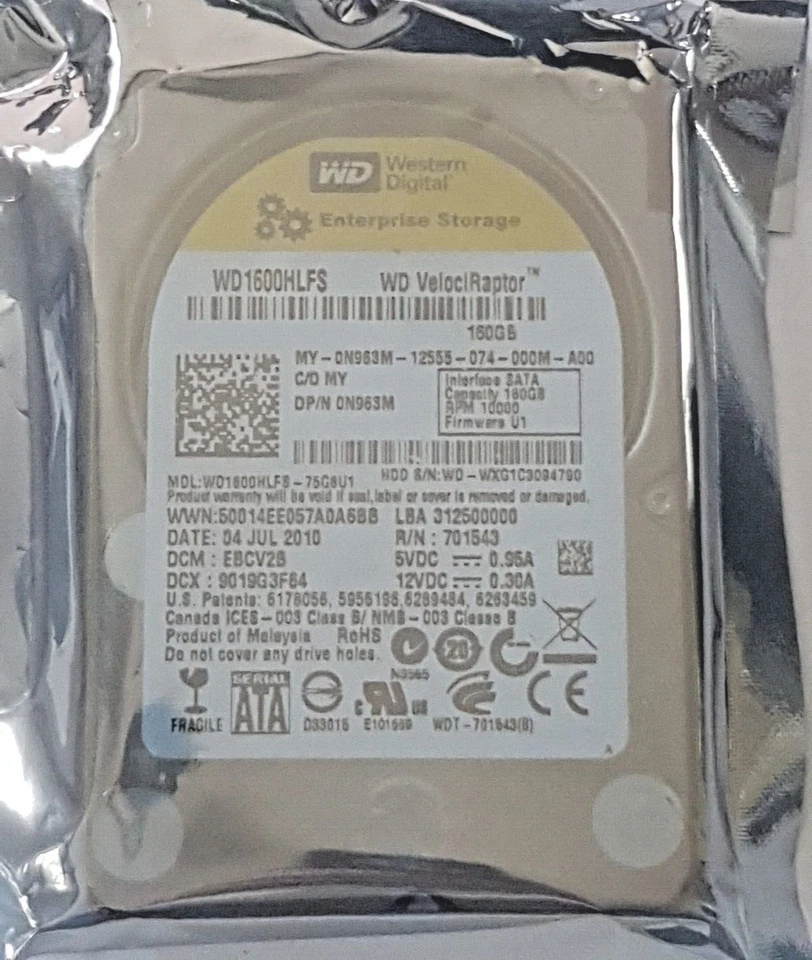 WD Western
Digital
Enterprise Storage
WD1600HLFS WD VelociRaptor™
160GB
MY-0N963M-12555-074-000M-A00
C/O MY
DP/N 0N963M
Interface SATA
Capacity 160GB
RPM 10000
Firmware U1
HDD S/N:WD-WXG1C3094790
MDL:WD1600HLFS-75G6U1
Product warranty will be void if seal, label or cover is removed or damaged.
WWN:50014EE057A0A6BB LBA 312500000
DATE: 04 JUL 2010 R/N: 701543
DCM: EBCV2B 5VDC 0.95A
DCX: 9019G3F64 12VDC 0.30A
U.S. Patents: 6178056, 5956196,6289484, 6263459
Canada ICES-003 Class B/ NMB-003 Classe B
Product of Malaysia RoHS 20
Do not cover any drive holes.
N3565
FRAGILE SERIAL ATA D33015 E101559 WDT-701543(B) CE
A